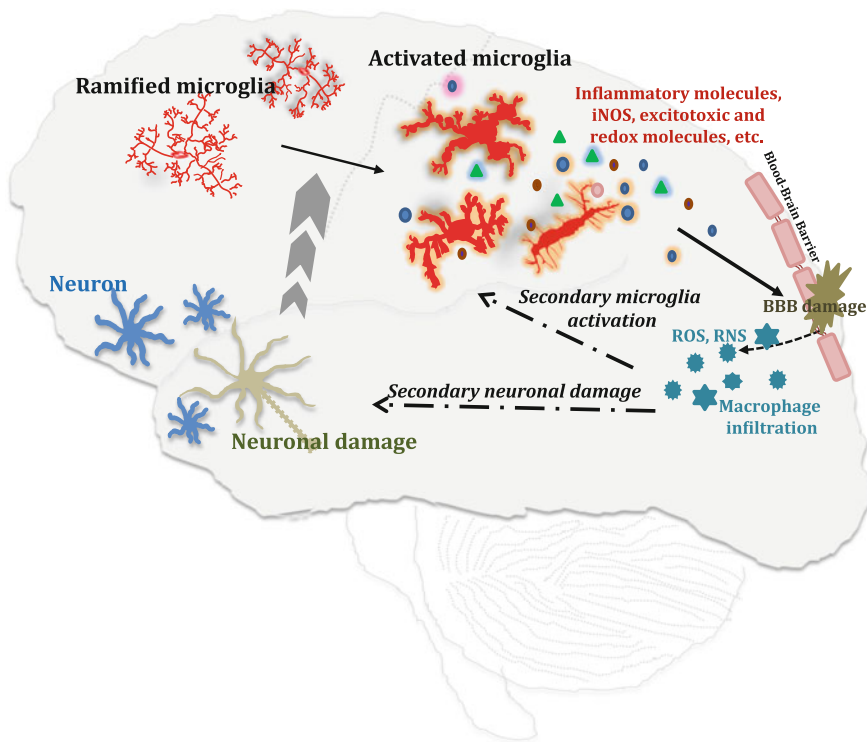 Activated microglia
Ramified microglia
Inflammatory molecules,
iNOS, excitotoxic and
redox molecules, etc.
Blood-Brain Barrier
Neuron
Secondary microglia
activation
BBB damage
ROS, RNS
Secondary neuronal damage
Macrophage
infiltration
Neuronal damage